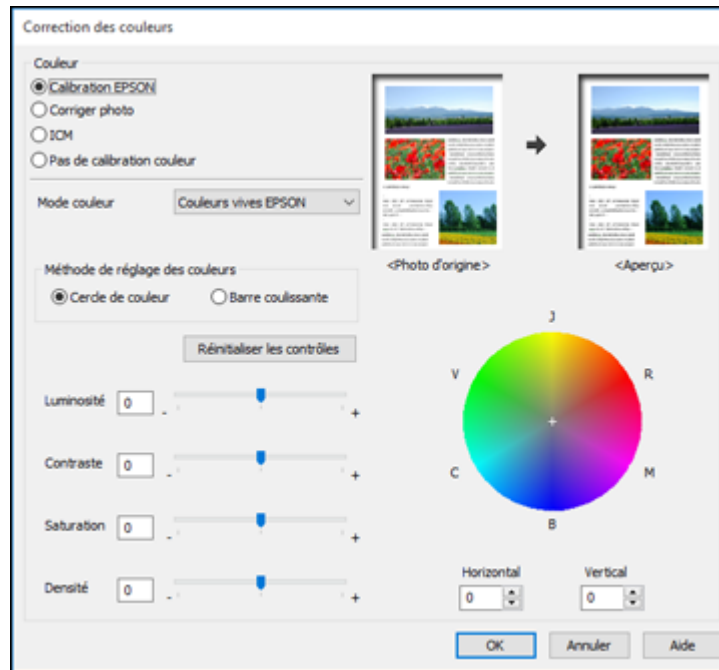 Correction des couleurs
Couleur
Calibration EPSON
Corriger photo
ICM
Pas de calibration couleur
Mode couleur
Couleurs vives EPSON
<Photo d'origine>
<Aperçu>
Méthode de réglage des couleurs
Cercle de couleur
Barre coulissante
Réinitialiser les contrôles
Luminosité 0 - +
Contraste 0 - +
Saturation 0 - +
Densité 0 - +
J
V R
C M
B
Horizontal Vertical
0 0
OK Annuler Aide